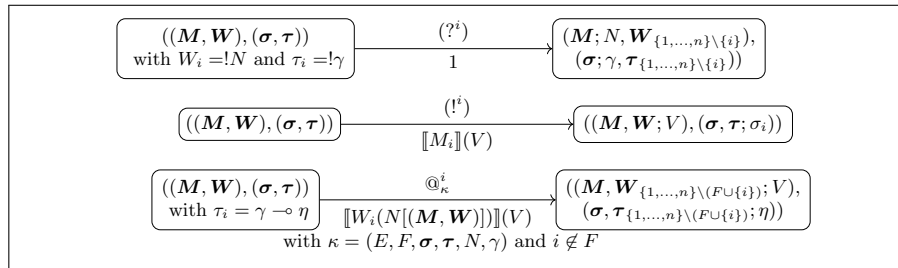 ((M, W), (σ, τ))
with W_i =!N and τ_i =!γ
(?^i)
1
(M; N, W_{1,...,n}\{i}),
(σ; γ, τ_{1,...,n}\{i}))
((M, W), (σ, τ))
(!^i)
⟦M_i⟧(V)
((M, W; V), (σ, τ; σ_i))
((M, W), (σ, τ))
with τ_i = γ ⊸ η
@^i_κ
⟦W_i(N[(M, W)])⟧(V)
with κ = (E, F, σ, τ, N, γ) and i ∉ F
((M, W_{1,...,n}\(F∪{i}); V),
(σ, τ_{1,...,n}\(F∪{i}); η))